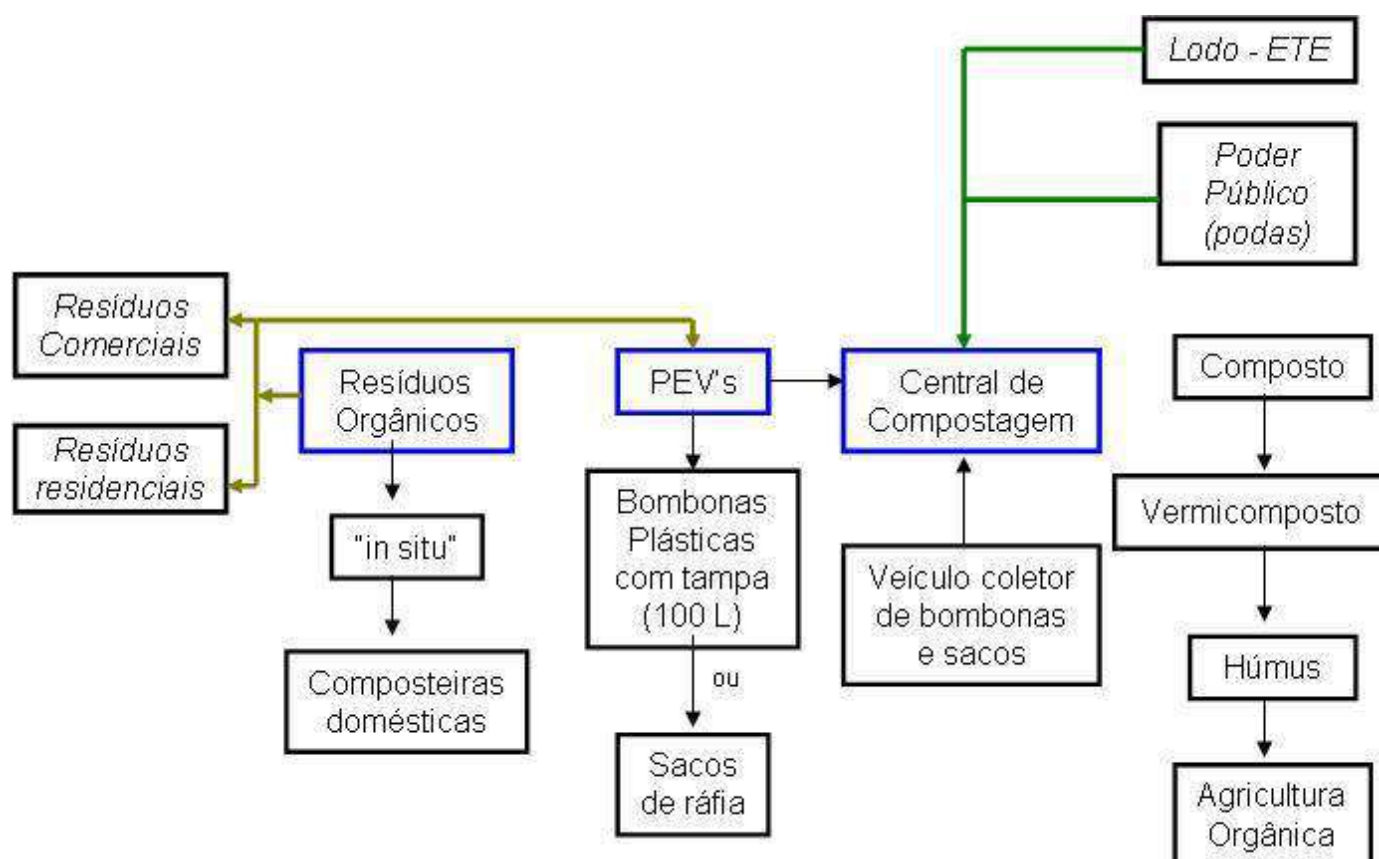 Lodo - ETE
Poder
Público
(podas)
Resíduos
Comerciais
Resíduos
Orgânicos
PEV's
Central de
Compostagem
Composto
Resíduos
residenciais
"in situ"
Bombonas
Plásticas
com tampa
(100 L)
Veículo coletor
de bombonas
e sacos
Vermicomposto
Composteiras
domésticas
ou
Húmus
Sacos
de ráfia
Agricultura
Orgânica